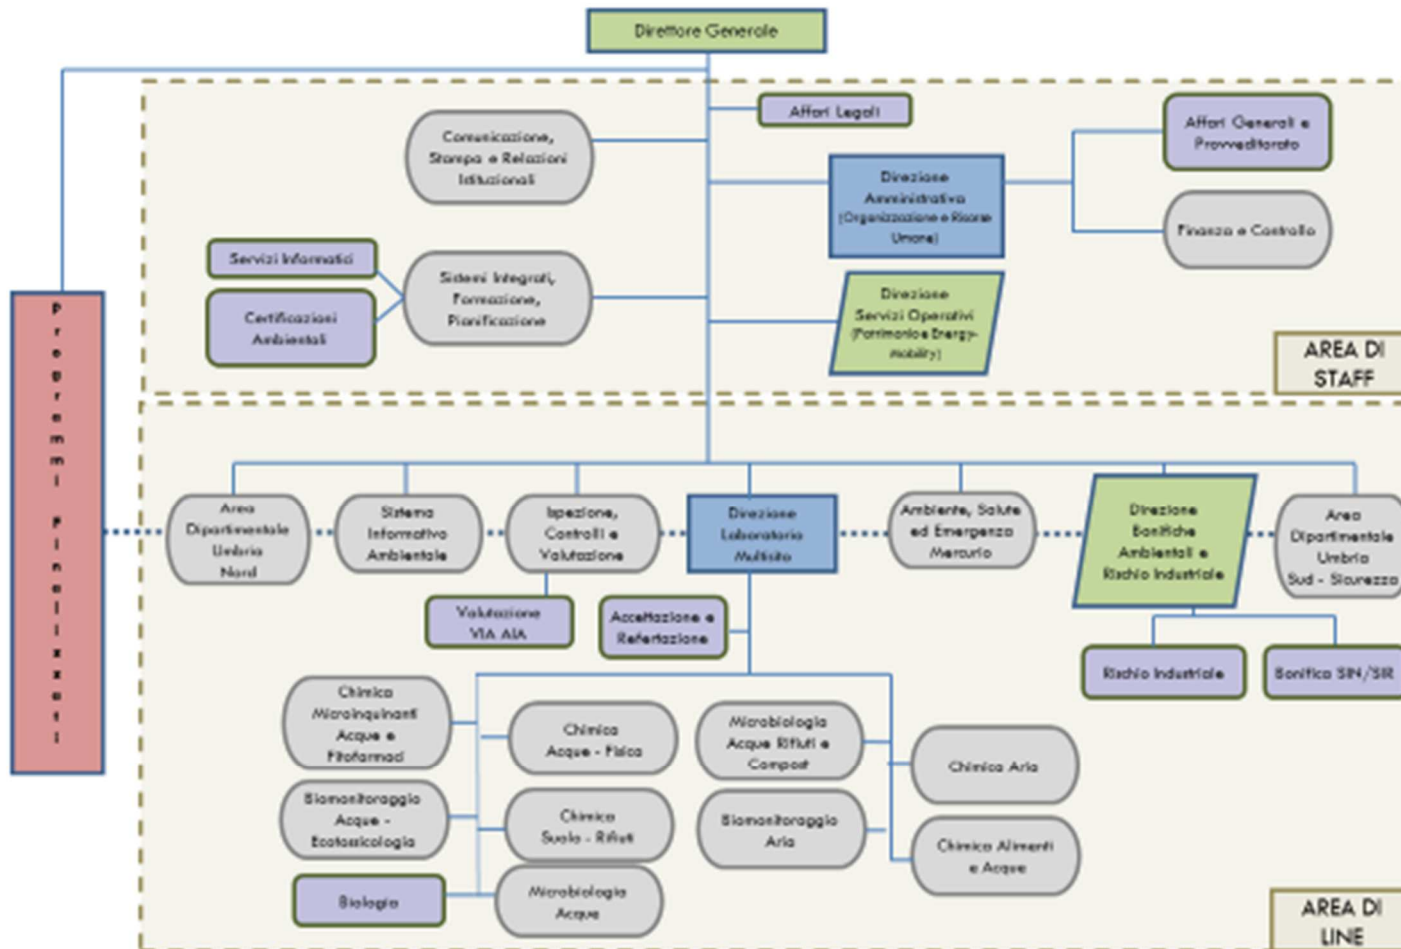 Direttore Generale
Affari Legali
Comunicazione,
Stampa e Relazioni
Istituzionali
Affari Generali e
Provveditorato
Direzione
Amministrativa
(Organizzazione e Risorse
Umane)
Finanza e Controllo
Servizi Informatici
Certificazioni
Ambientali
Sistemi Integrati,
Formazione,
Pianificazione
Direzione
Servizi Operativi
(Patrimonio e Energy-
mobility)
AREA DI
STAFF
Programmi Finalizzati
Area
Dipartimentale
Umbria
Nord
Sistema
Informativo
Ambientale
Ispezione,
Controlli e
Valutazione
Direzione
Laboratorio
Multisito
Ambiente, Salute
ed Emergenza
Mercurio
Direzione
Bonifiche
Ambientali e
Rischio Industriale
Area
Dipartimentale
Umbria
Sud - Sicurezza
Valutazione
VIA AIA
Accettazione e
Refertazione
Rischio Industriale
Bonifica SIN/SIR
Chimica
Microinquinanti
Acque e
Fitofarmaci
Chimica
Acque - Fisica
Microbiologia
Acque Rifiuti e
Compost
Chimica Aria
Biomonitoraggio
Acque -
Ecotossicologia
Chimica
Suolo - Rifiuti
Biomonitoraggio
Aria
Chimica Alimenti
e Acque
Biologia
Microbiologia
Acque
AREA DI
LINE